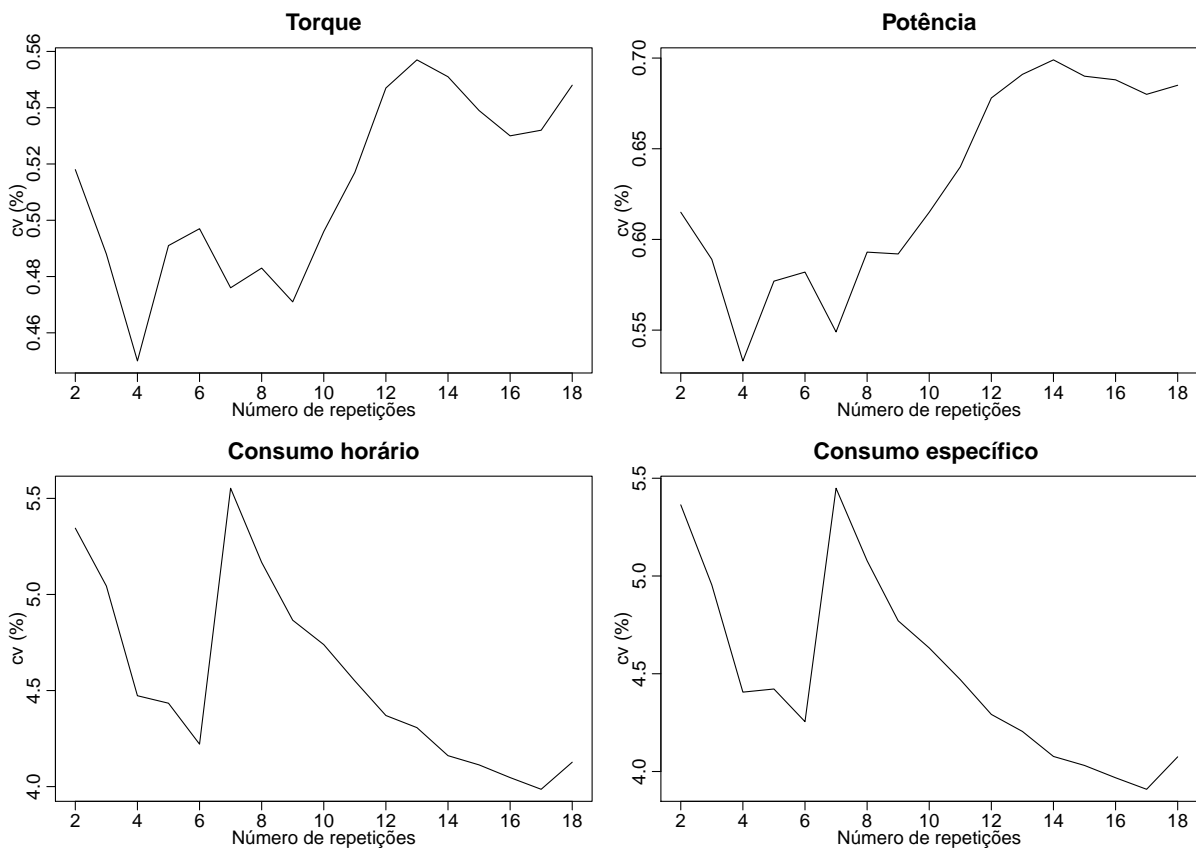 Torque
0.56
0.54
0.52
0.50
0.48
0.46
cv (%)
2 4 6 8 10 12 14 16 18
Número de repetições
Potência
0.70
0.65
0.60
0.55
cv (%)
2 4 6 8 10 12 14 16 18
Número de repetições
Consumo horário
5.5
5.0
4.5
4.0
cv (%)
2 4 6 8 10 12 14 16 18
Número de repetições
Consumo específico
5.5
5.0
4.5
4.0
cv (%)
2 4 6 8 10 12 14 16 18
Número de repetições